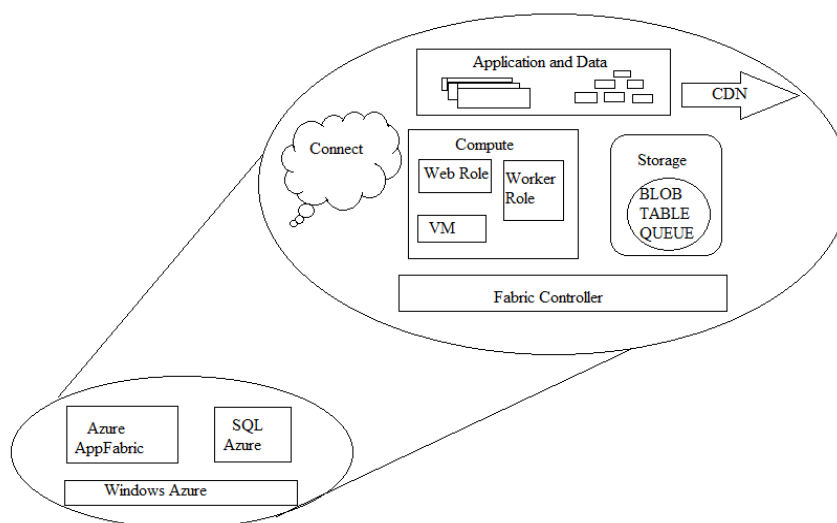 Application and Data
CDN
Connect
Compute
Web Role
Worker
Role
VM
Storage
BLOB
TABLE
QUEUE
Fabric Controller
Azure
AppFabric
SQL
Azure
Windows Azure